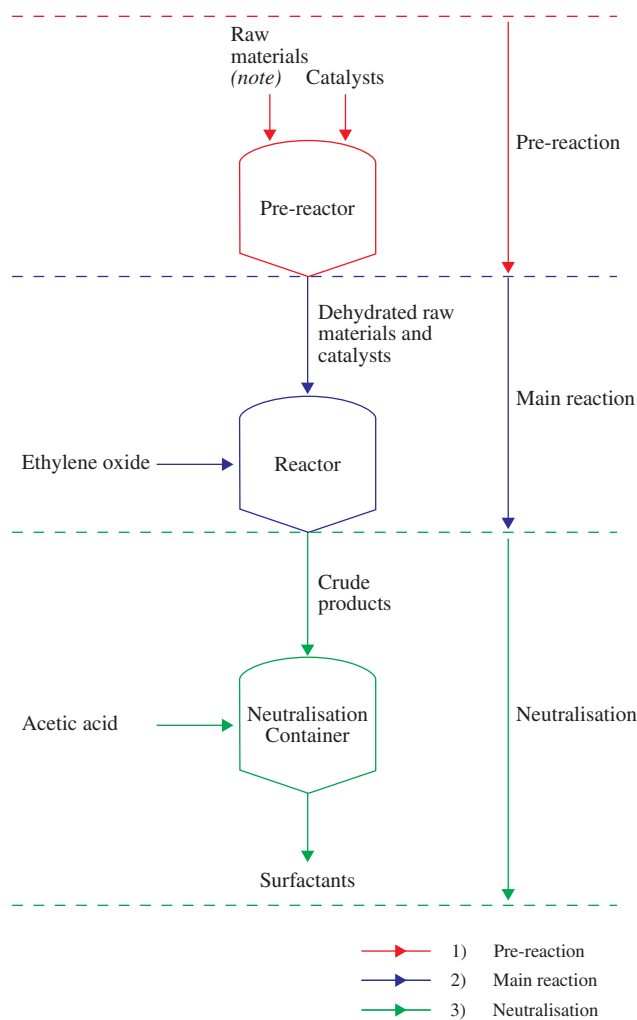 Raw
materials
(note)
Catalysts
Pre-reaction
Pre-reactor
Dehydrated raw
materials and
catalysts
Main reaction
Ethylene oxide
Reactor
Crude
products
Acetic acid
Neutralisation
Container
Neutralisation
Surfactants
1) Pre-reaction
2) Main reaction
3) Neutralisation